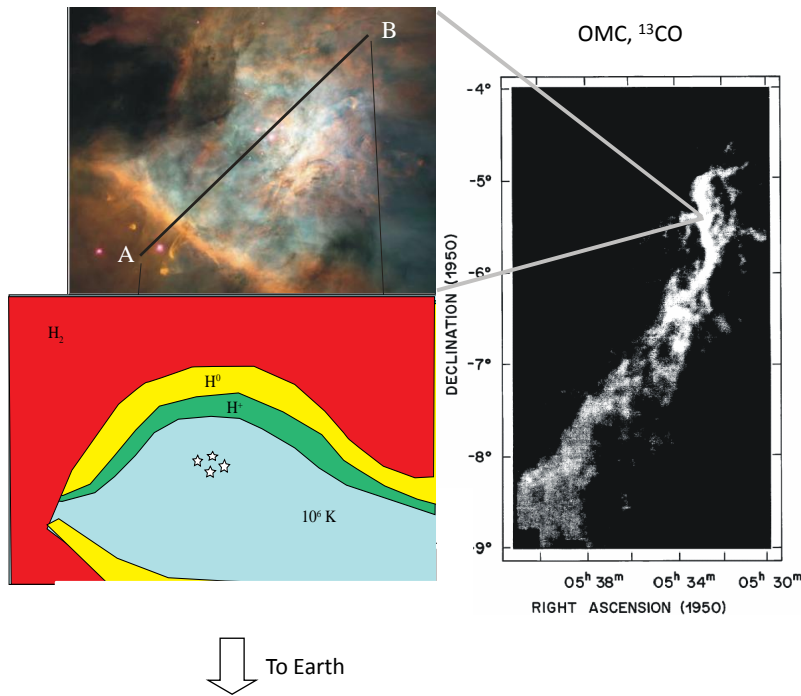 B
A
H₂
H⁰
H⁺
10⁶ K
To Earth
OMC, ¹³CO
-4°
-5°
-6°
-7°
-8°
-9°
DECLINATION (1950)
05ʰ 38ᵐ 05ʰ 34ᵐ 05ʰ 30ᵐ
RIGHT ASCENSION (1950)